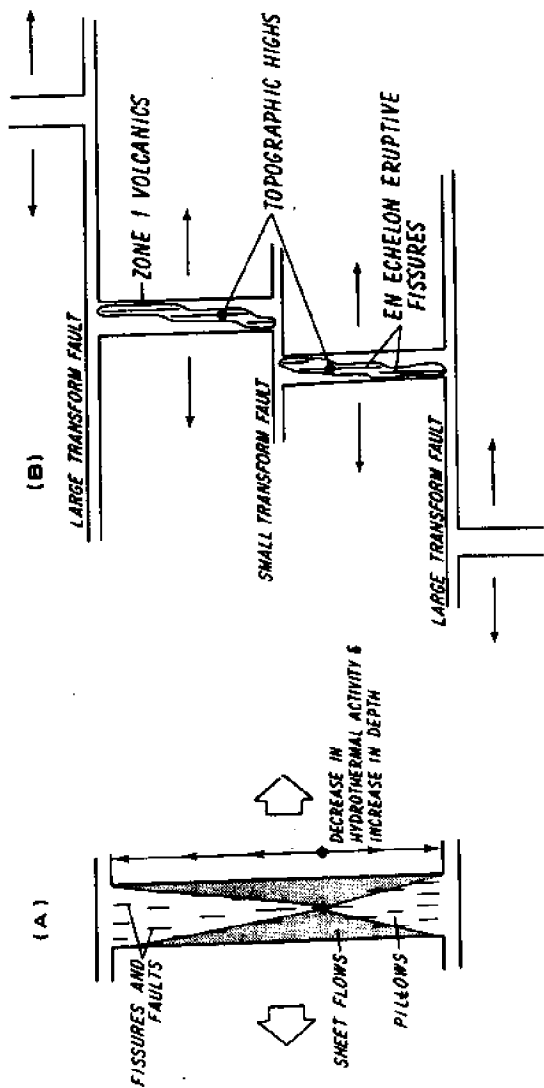 (A)
FISSURES AND
FAULTS
SHEET FLOWS
PILLOWS
DECREASE IN
HYDROTHERMAL ACTIVITY &
INCREASE IN DEPTH
(B)
LARGE TRANSFORM FAULT
ZONE 1 VOLCANICS
TOPOGRAPHIC HIGHS
SMALL TRANSFORM FAULT
EN ECHELON ERUPTIVE
FISSURES
LARGE TRANSFORM FAULT